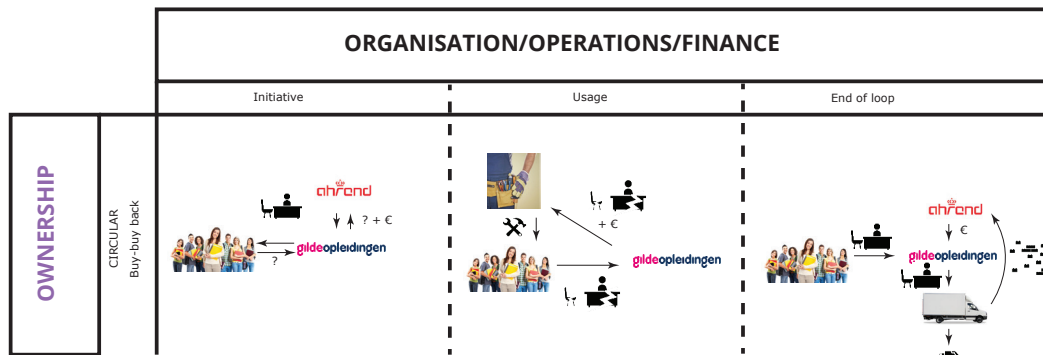 ORGANISATION/OPERATIONS/FINANCE
Initiative
Usage
End of loop
OWNERSHIP
CIRCULAR
Buy-buy back
ahrend
? + €
gildeopleidingen
?
+ €
gildeopleidingen
ahrend
€
gildeopleidingen